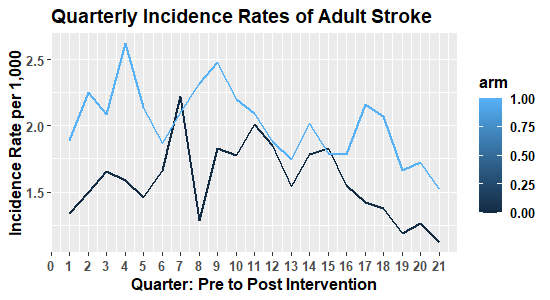 Quarterly Incidence Rates of Adult Stroke
Incidence Rate per 1,000
2.5
2.0
1.5
0 1 2 3 4 5 6 7 8 9 10 11 12 13 14 15 16 17 18 19 20 21
Quarter: Pre to Post Intervention
arm
1.00
0.75
0.50
0.25
0.00